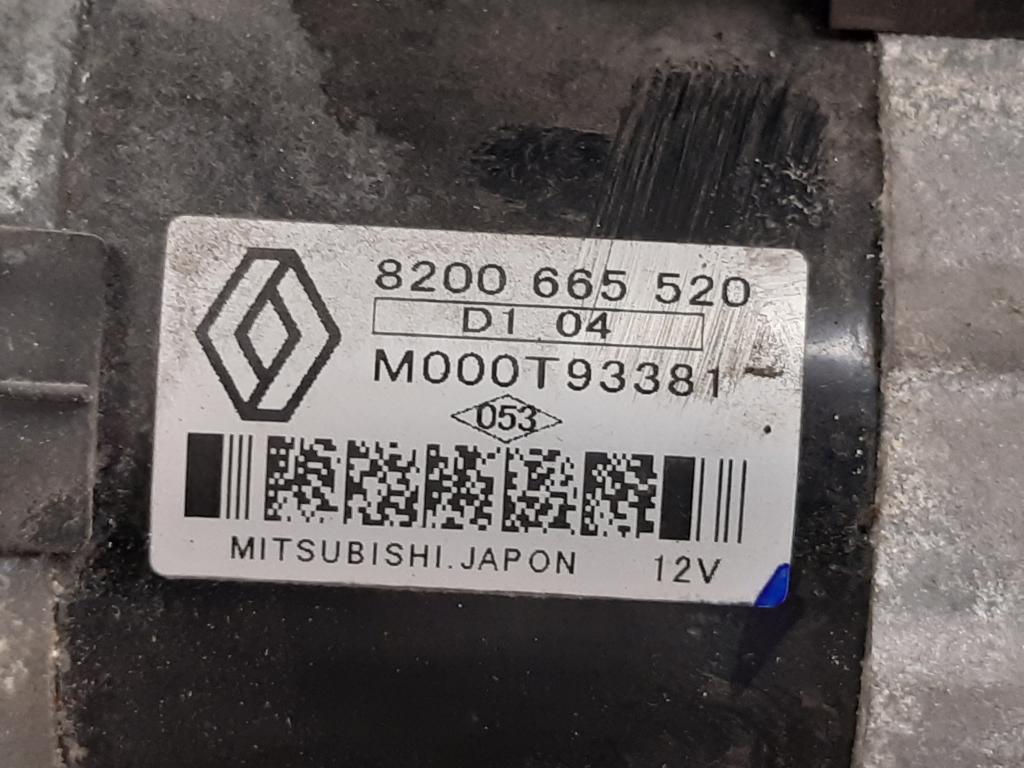 8200 665 520
D1 04
M000T93381
053
MITSUBISHI.JAPON 12V